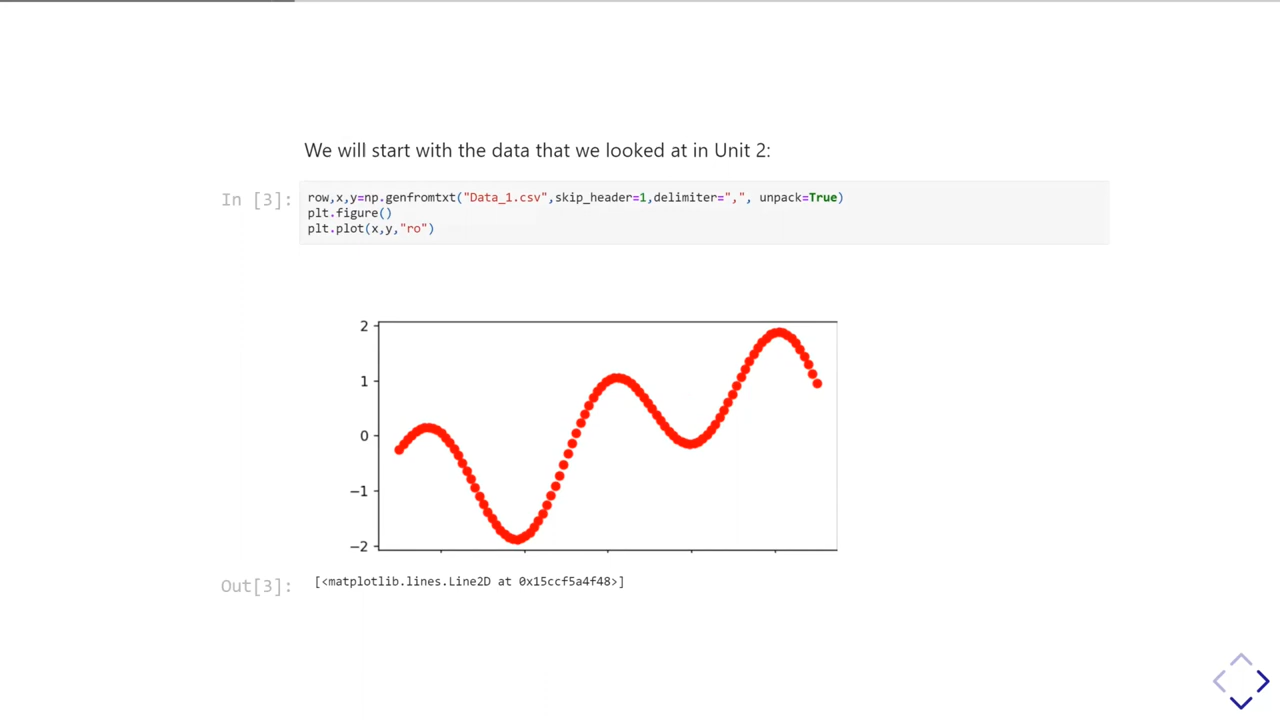 We will start with the data that we looked at in Unit 2:
In [3]:
row,x,y=np.genfromtxt("Data_1.csv",skip_header=1,delimiter=",", unpack=True)
plt.figure()
plt.plot(x,y,"ro")
2
1
0
−1
−2
Out[3]:
[<matplotlib.lines.Line2D at 0x15ccf5a4f48>]